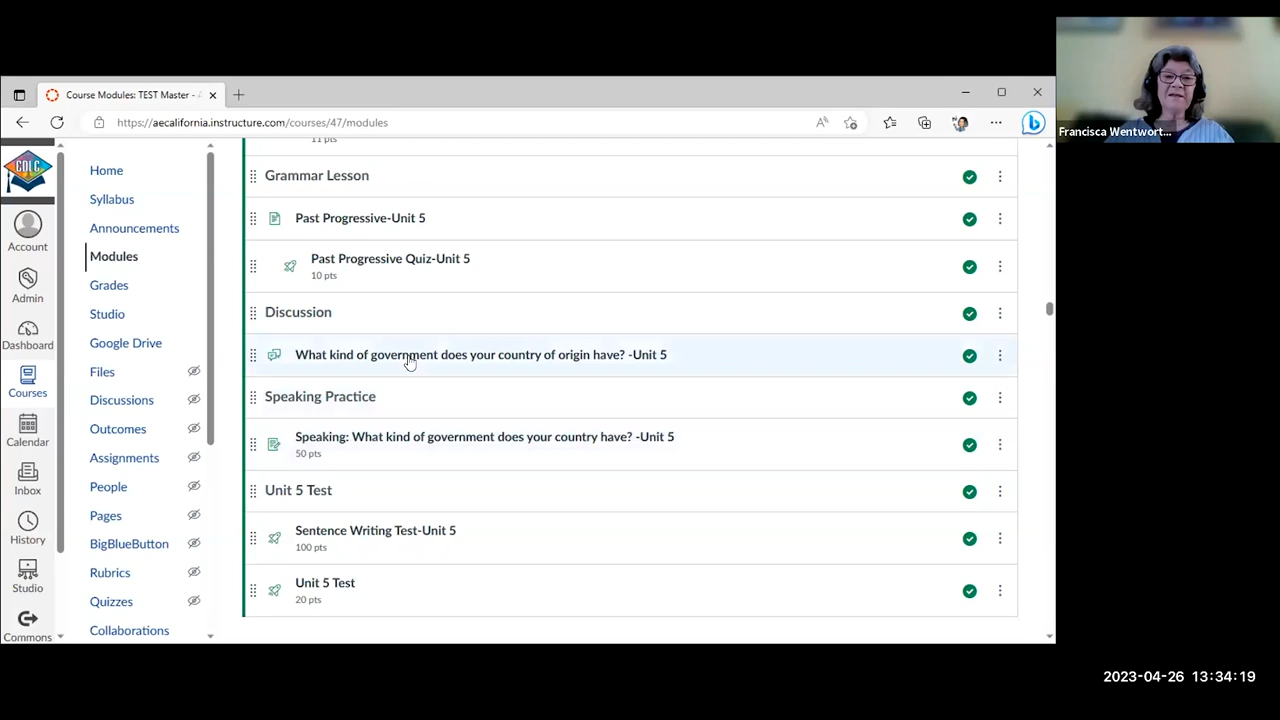 Course Modules: TEST Master -
https://aecalifornia.instructure.com/courses/47/modules
Francisca Wentwort...
COLC
Account
Admin
Dashboard
Courses
Calendar
Inbox
History
Studio
Commons
Home
Syllabus
Announcements
Modules
Grades
Studio
Google Drive
Files
Discussions
Outcomes
Assignments
People
Pages
BigBlueButton
Rubrics
Quizzes
Collaborations
11 pts
Grammar Lesson
Past Progressive-Unit 5
Past Progressive Quiz-Unit 5
10 pts
Discussion
What kind of government does your country of origin have? -Unit 5
Speaking Practice
Speaking: What kind of government does your country have? -Unit 5
50 pts
Unit 5 Test
Sentence Writing Test-Unit 5
100 pts
Unit 5 Test
20 pts
2023-04-26 13:34:19